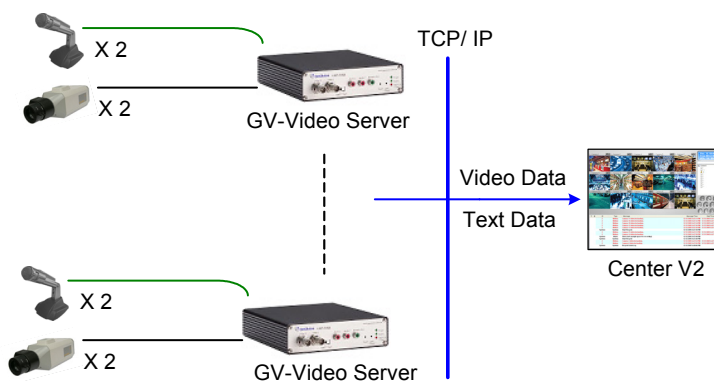 X 2
TCP/ IP
X 2
GV-Video Server
Video Data
Text Data
Center V2
X 2
X 2
GV-Video Server